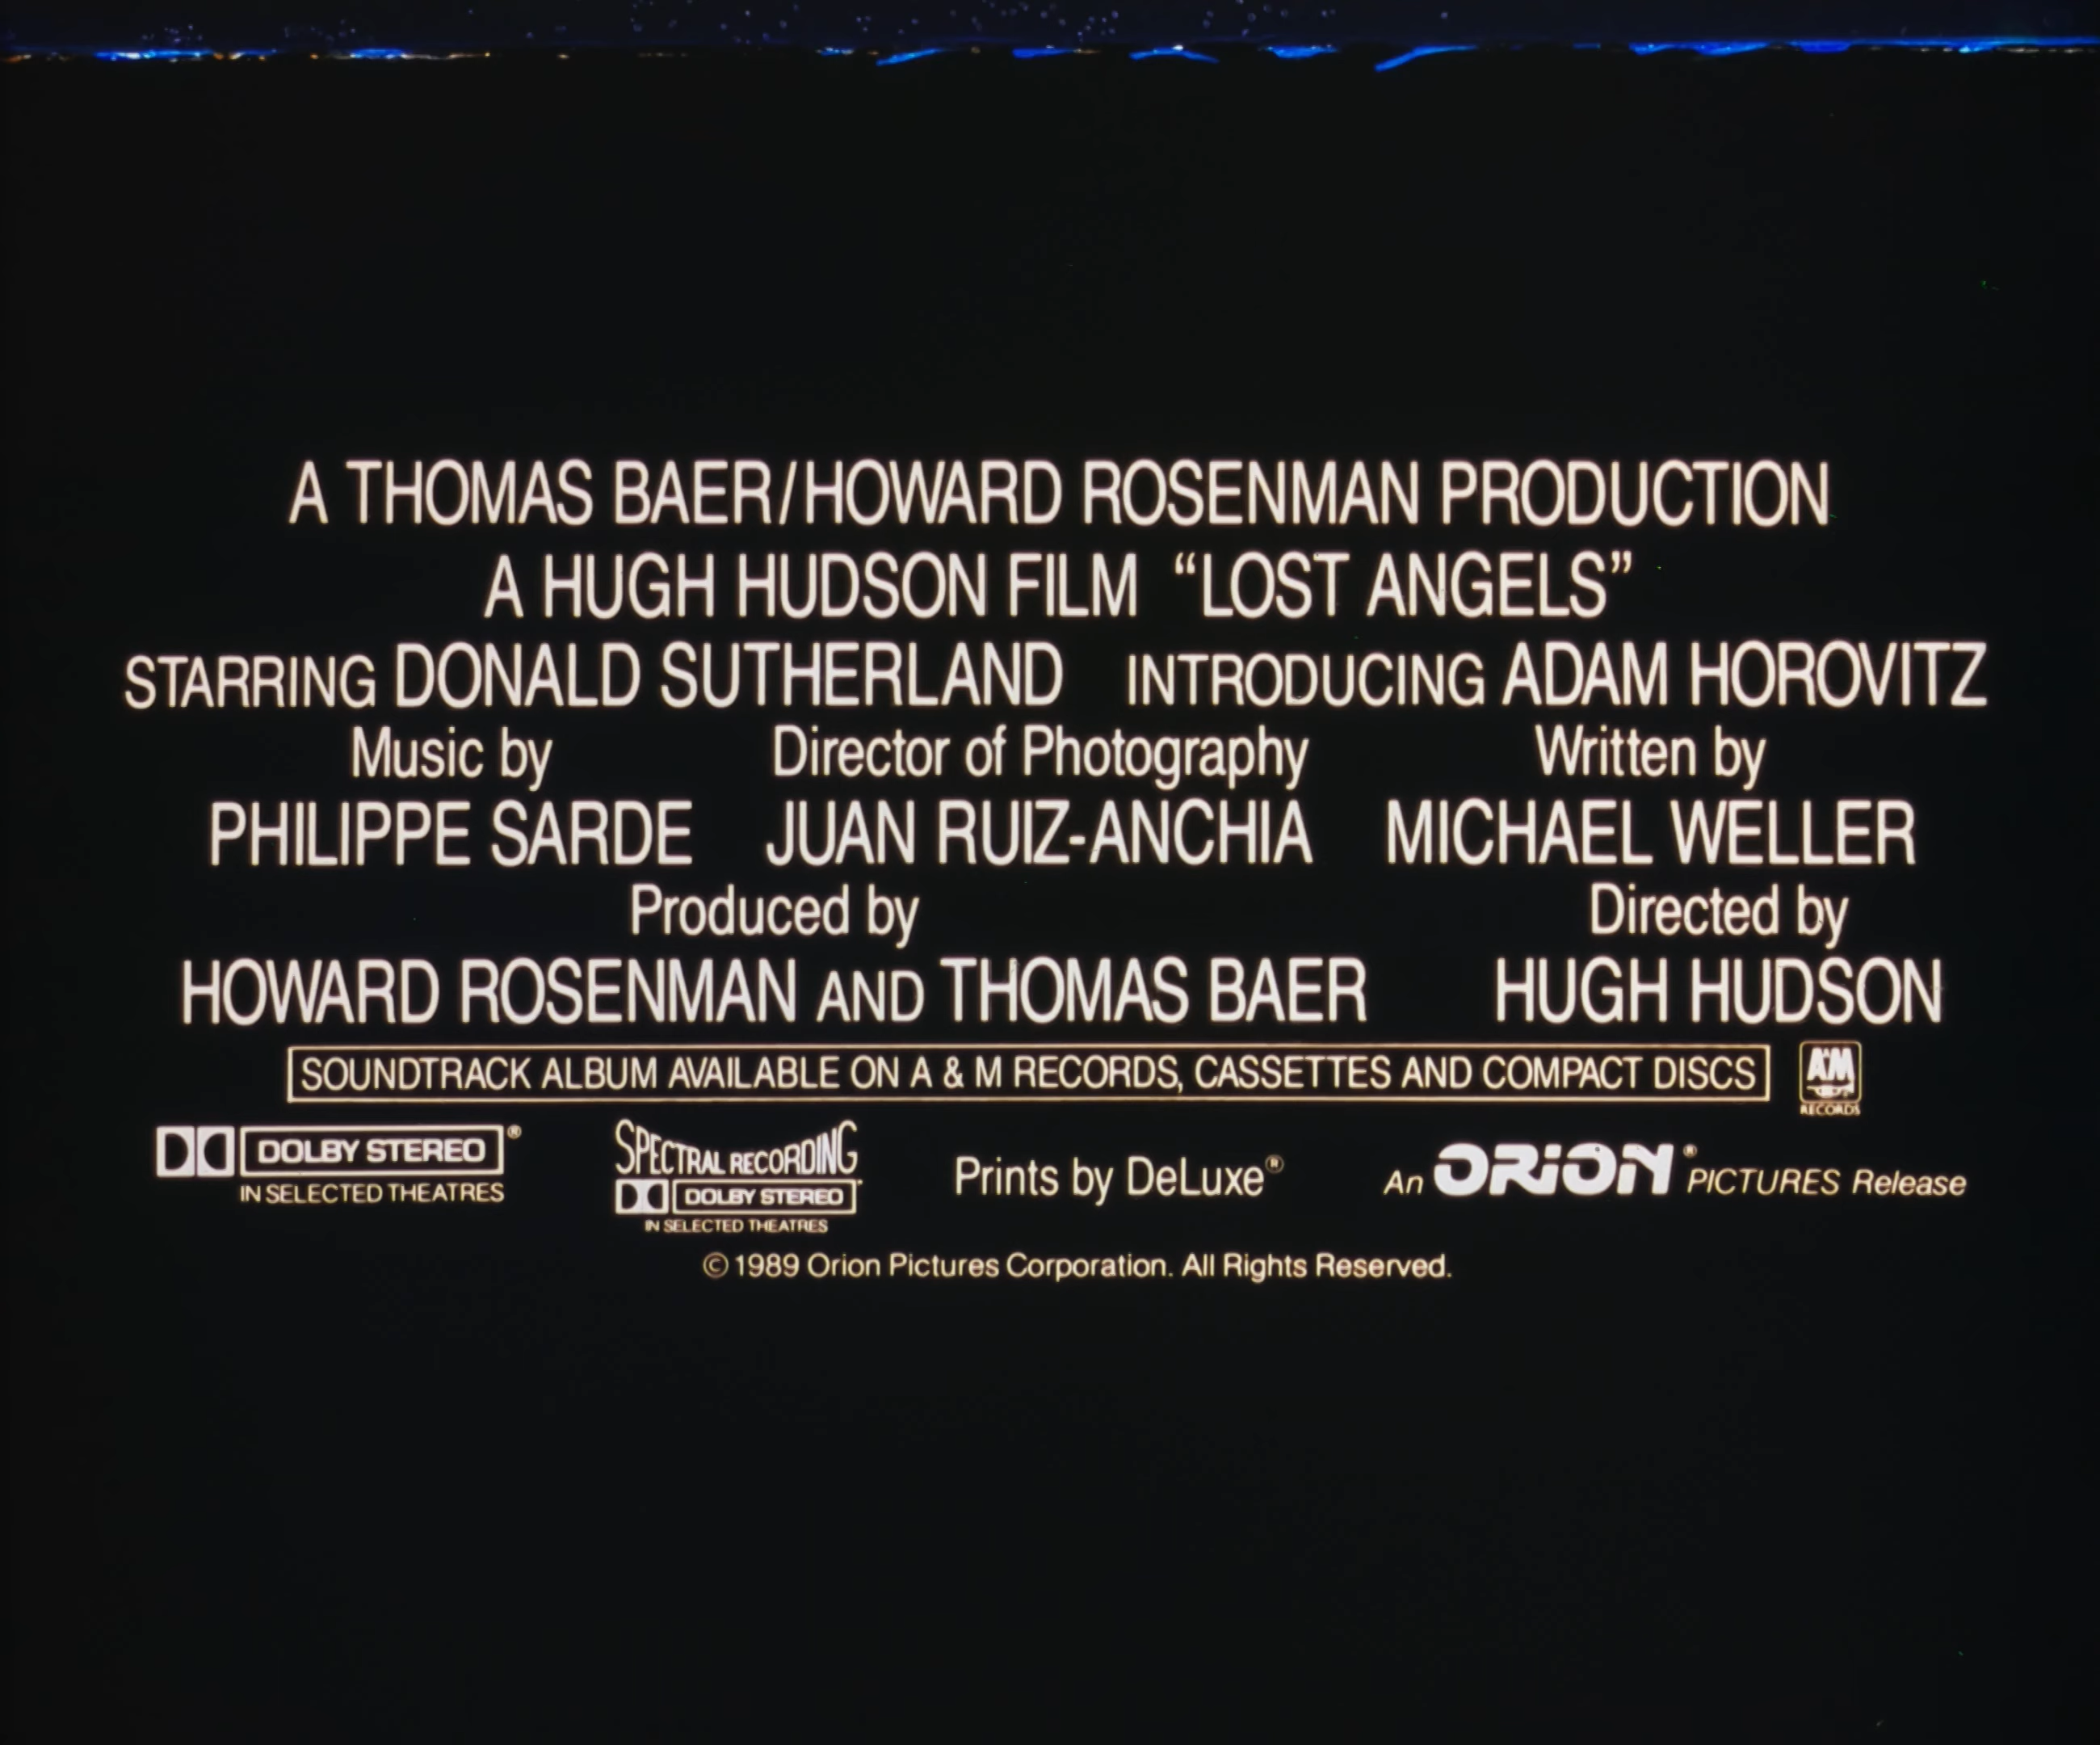 A THOMAS BAER/HOWARD ROSENMAN PRODUCTION
A HUGH HUDSON FILM “LOST ANGELS”
STARRING DONALD SUTHERLAND INTRODUCING ADAM HOROVITZ
Music by Director of Photography Written by
PHILIPPE SARDE JUAN RUIZ-ANCHIA MICHAEL WELLER
Produced by Directed by
HOWARD ROSENMAN AND THOMAS BAER HUGH HUDSON
SOUNDTRACK ALBUM AVAILABLE ON A & M RECORDS, CASSETTES AND COMPACT DISCS
A&M
RECORDS
DOLBY STEREO®
IN SELECTED THEATRES
SPECTRAL RECORDING
DOLBY STEREO
IN SELECTED THEATRES
Prints by DeLuxe®
An ORION® PICTURES Release
© 1989 Orion Pictures Corporation. All Rights Reserved.